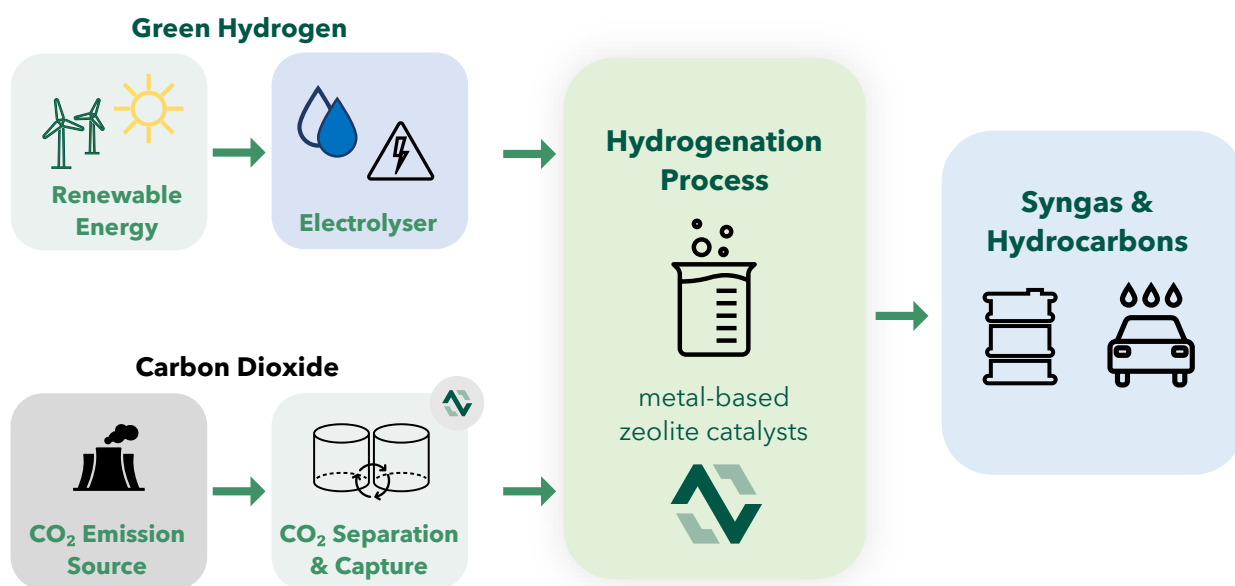 Green Hydrogen
Renewable
Energy
Electrolyser
Carbon Dioxide
CO₂ Emission
Source
CO₂ Separation
& Capture
Hydrogenation
Process
metal-based
zeolite catalysts
Syngas &
Hydrocarbons